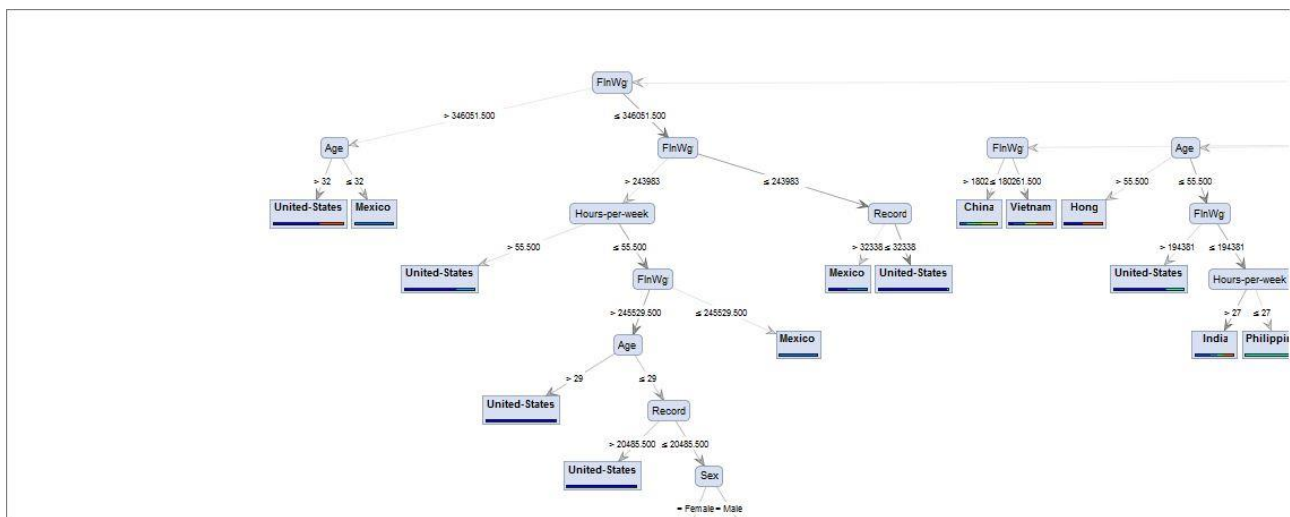 FlnWg
> 346051.500 ≤ 346051.500
Age FlnWg FlnWg Age
> 32 ≤ 32 > 243983 ≤ 243983 > 1802 ≤ 180261.500 > 55.500 ≤ 55.500
United-States Mexico Hours-per-week Record China Vietnam Hong FlnWg
> 55.500 ≤ 55.500 > 32338 ≤ 32338 > 194381 ≤ 194381
United-States FlnWg Mexico United-States United-States Hours-per-week
> 245529.500 ≤ 245529.500 > 27 ≤ 27
Age Mexico India Philippin
> 29 ≤ 29
United-States Record
> 20485.500 ≤ 20485.500
United-States Sex
= Female = Male